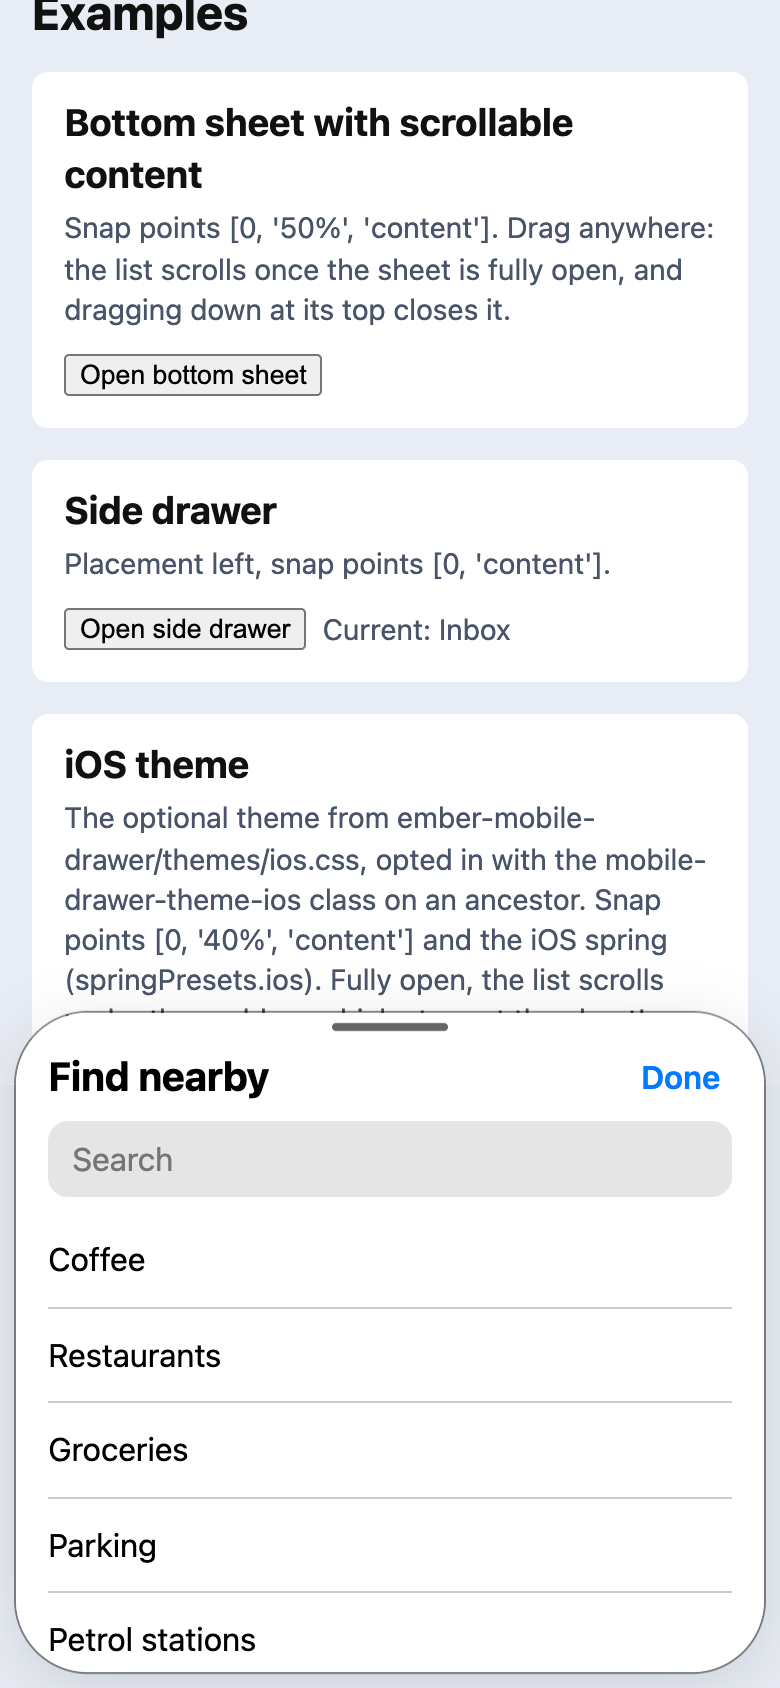 Examples
Bottom sheet with scrollable
content
Snap points [0, '50%', 'content']. Drag anywhere:
the list scrolls once the sheet is fully open, and
dragging down at its top closes it.
Open bottom sheet
Side drawer
Placement left, snap points [0, 'content'].
Open side drawer
Current: Inbox
iOS theme
The optional theme from ember-mobile-
drawer/themes/ios.css, opted in with the mobile-
drawer-theme-ios class on an ancestor. Snap
points [0, '40%', 'content'] and the iOS spring
(springPresets.ios). Fully open, the list scrolls
Find nearby
Done
Search
Coffee
Restaurants
Groceries
Parking
Petrol stations